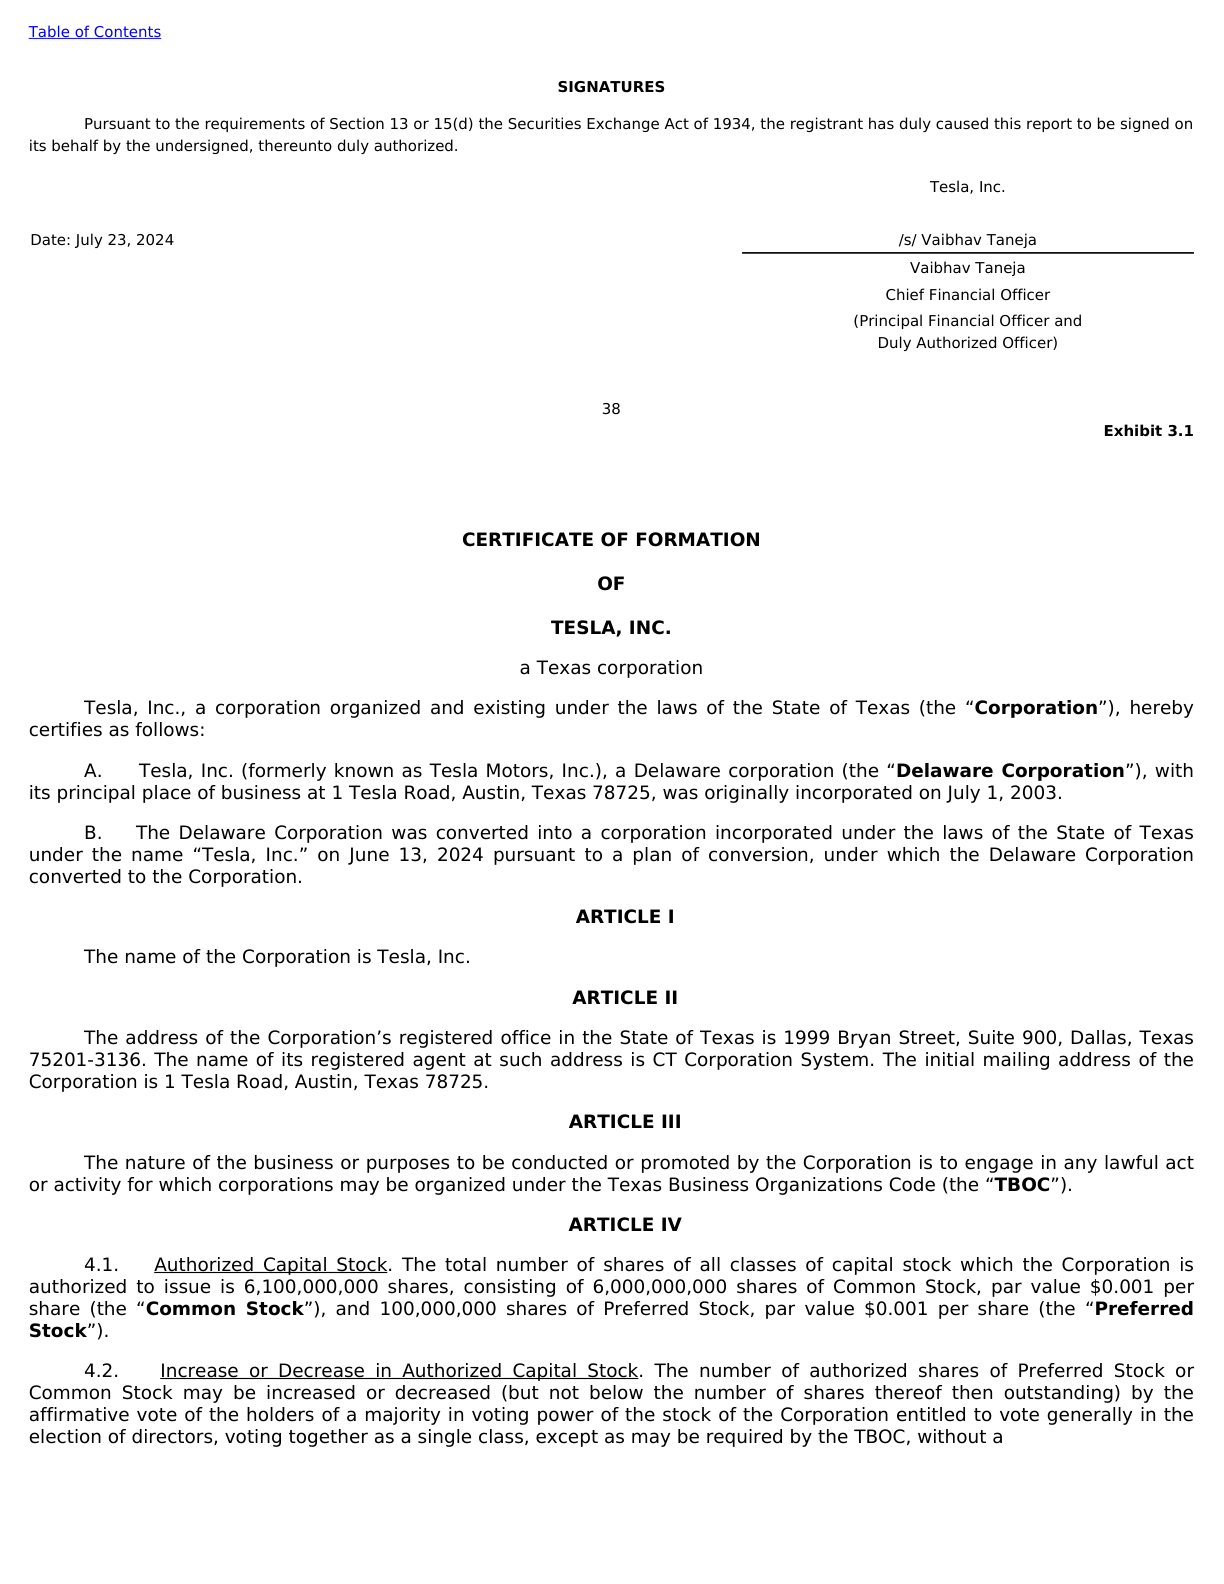 Table of Contents
SIGNATURES
Pursuant to the requirements of Section 13 or 15(d) the Securities Exchange Act of 1934, the registrant has duly caused this report to be signed on
its behalf by the undersigned, thereunto duly authorized.
Tesla, Inc.
Date: July 23, 2024
/s/ Vaibhav Taneja
Vaibhav Taneja
Chief Financial Officer
(Principal Financial Officer and
Duly Authorized Officer)
38
Exhibit 3.1
CERTIFICATE OF FORMATION
OF
TESLA, INC.
a Texas corporation
Tesla, Inc., a corporation organized and existing under the laws of the State of Texas (the “Corporation”), hereby
certifies as follows:
A. Tesla, Inc. (formerly known as Tesla Motors, Inc.), a Delaware corporation (the “Delaware Corporation”), with
its principal place of business at 1 Tesla Road, Austin, Texas 78725, was originally incorporated on July 1, 2003.
B. The Delaware Corporation was converted into a corporation incorporated under the laws of the State of Texas
under the name “Tesla, Inc.” on June 13, 2024 pursuant to a plan of conversion, under which the Delaware Corporation
converted to the Corporation.
ARTICLE I
The name of the Corporation is Tesla, Inc.
ARTICLE II
The address of the Corporation’s registered office in the State of Texas is 1999 Bryan Street, Suite 900, Dallas, Texas
75201-3136. The name of its registered agent at such address is CT Corporation System. The initial mailing address of the
Corporation is 1 Tesla Road, Austin, Texas 78725.
ARTICLE III
The nature of the business or purposes to be conducted or promoted by the Corporation is to engage in any lawful act
or activity for which corporations may be organized under the Texas Business Organizations Code (the “TBOC”).
ARTICLE IV
4.1. Authorized Capital Stock. The total number of shares of all classes of capital stock which the Corporation is
authorized to issue is 6,100,000,000 shares, consisting of 6,000,000,000 shares of Common Stock, par value $0.001 per
share (the “Common Stock”), and 100,000,000 shares of Preferred Stock, par value $0.001 per share (the “Preferred
Stock”).
4.2. Increase or Decrease in Authorized Capital Stock. The number of authorized shares of Preferred Stock or
Common Stock may be increased or decreased (but not below the number of shares thereof then outstanding) by the
affirmative vote of the holders of a majority in voting power of the stock of the Corporation entitled to vote generally in the
election of directors, voting together as a single class, except as may be required by the TBOC, without a